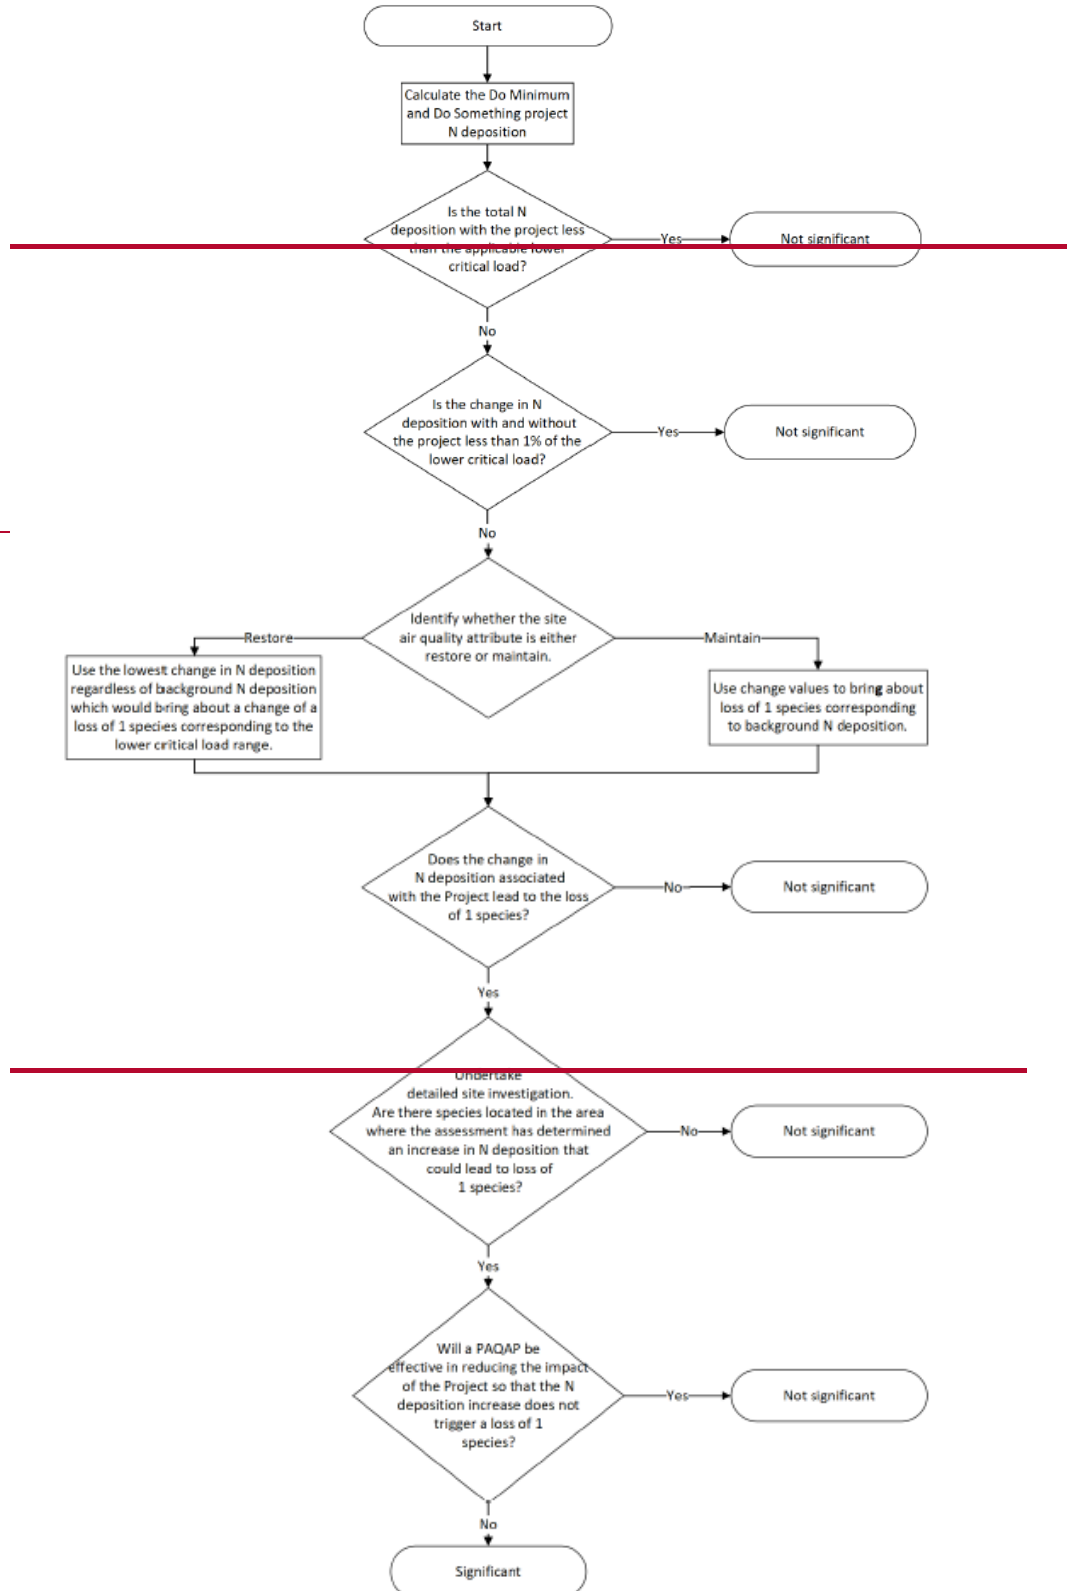 Start
Calculate the Do Minimum
and Do Something project
N deposition
Is the total N
deposition with the project less
than the applicable lower
critical load?
Yes
Not significant
No
Is the change in N
deposition with and without
the project less than 1% of the
lower critical load?
Yes
Not significant
No
Identify whether the site
air quality attribute is either
restore or maintain.
Restore
Maintain
Use the lowest change in N deposition
regardless of background N deposition
which would bring about a change of a
loss of 1 species corresponding to the
lower critical load range.
Use change values to bring about
loss of 1 species corresponding
to background N deposition.
Does the change in
N deposition associated
with the Project lead to the loss
of 1 species?
No
Not significant
Yes
Undertake
detailed site investigation.
Are there species located in the area
where the assessment has determined
an increase in N deposition that
could lead to loss of
1 species?
No
Not significant
Yes
Will a PAQAP be
effective in reducing the impact
of the Project so that the N
deposition increase does not
trigger a loss of 1
species?
Yes
Not significant
No
Significant